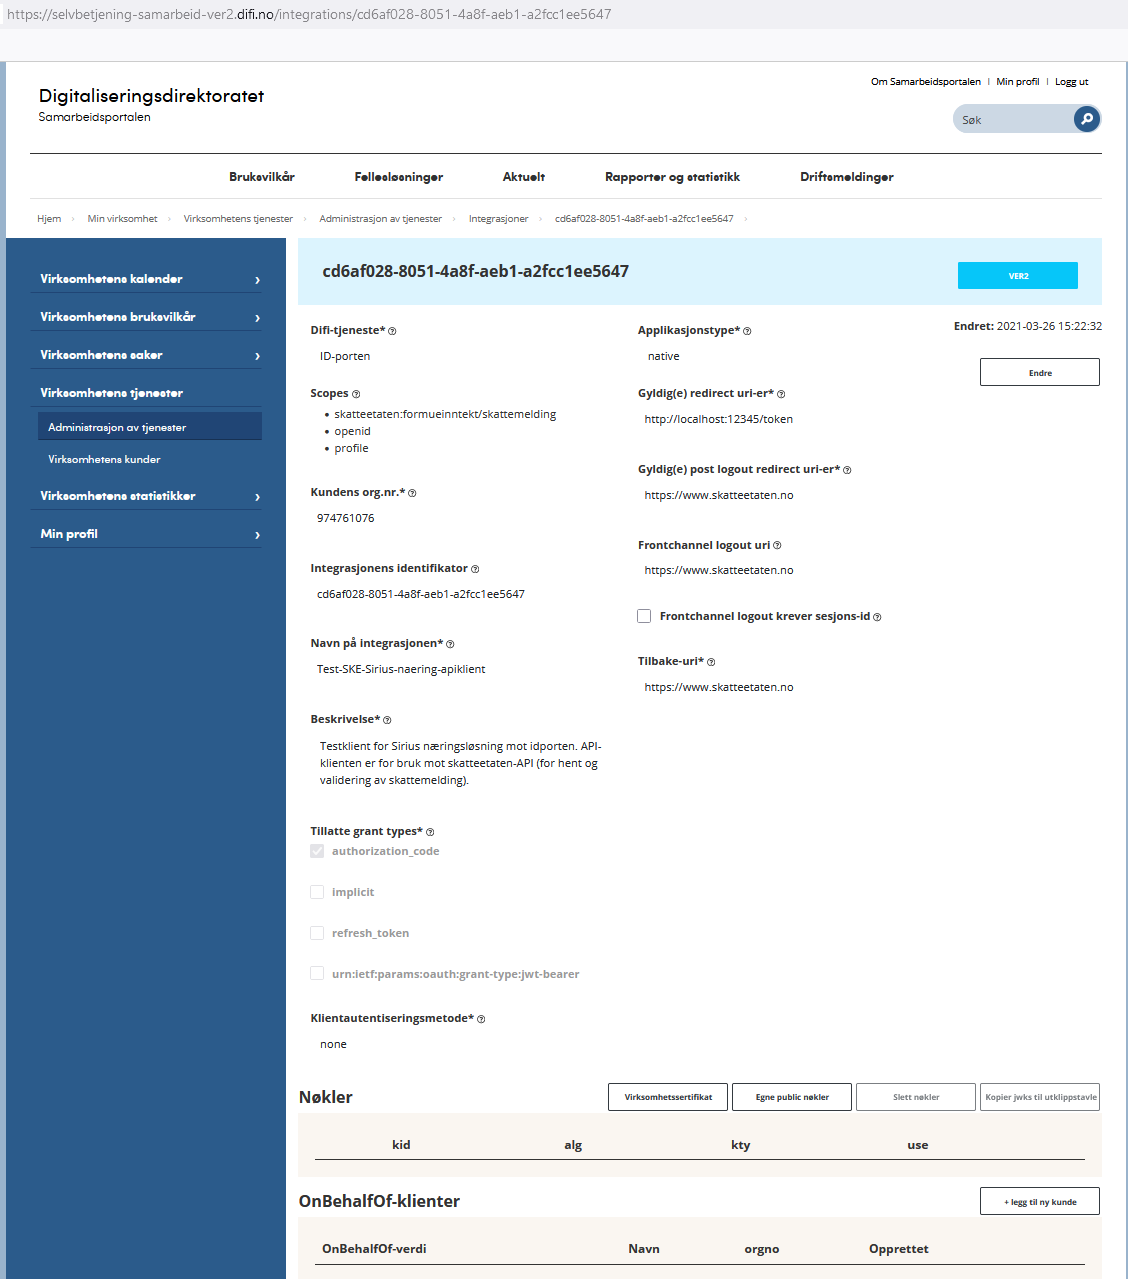 https://selvbetjening-samarbeid-ver2.difi.no/integrations/cd6af028-8051-4a8f-aeb1-a2fcc1ee5647
Om Samarbeidsportalen | Min profil | Logg ut
Digitaliseringsdirektoratet
Samarbeidsportalen
Søk
Bruksvilkår Fellesløsninger Aktuelt Rapporter og statistikk Driftsmeldinger
Hjem › Min virksomhet › Virksomhetens tjenester › Administrasjon av tjenester › Integrasjoner › cd6af028-8051-4a8f-aeb1-a2fcc1ee5647 ›
Virksomhetens kalender ›
Virksomhetens bruksvilkår ›
Virksomhetens saker ›
Virksomhetens tjenester
Administrasjon av tjenester
Virksomhetens kunder
Virksomhetens statistikker ›
Min profil ›
cd6af028-8051-4a8f-aeb1-a2fcc1ee5647
VER2
Endret: 2021-03-26 15:22:32
Endre
Difi-tjeneste*
ID-porten
Scopes
• skatteetaten:formueinntekt/skattemelding
• openid
• profile
Kundens org.nr.*
974761076
Integrasjonens identifikator
cd6af028-8051-4a8f-aeb1-a2fcc1ee5647
Navn på integrasjonen*
Test-SKE-Sirius-naering-apiklient
Beskrivelse*
Testklient for Sirius næringsløsning mot idporten. API-
klienten er for bruk mot skatteetaten-API (for hent og
validering av skattemelding).
Tillatte grant types*
authorization_code
implicit
refresh_token
urn:ietf:params:oauth:grant-type:jwt-bearer
Klientautentiseringsmetode*
none
Applikasjonstype*
native
Gyldig(e) redirect uri-er*
http://localhost:12345/token
Gyldig(e) post logout redirect uri-er*
https://www.skatteetaten.no
Frontchannel logout uri
https://www.skatteetaten.no
Frontchannel logout krever sesjons-id
Tilbake-uri*
https://www.skatteetaten.no
Nøkler
Virksomhetssertifikat Egne public nøkler Slett nøkler Kopier jwks til utklippstavle
kid alg kty use
OnBehalfOf-klienter
+ legg til ny kunde
OnBehalfOf-verdi Navn orgno Opprettet